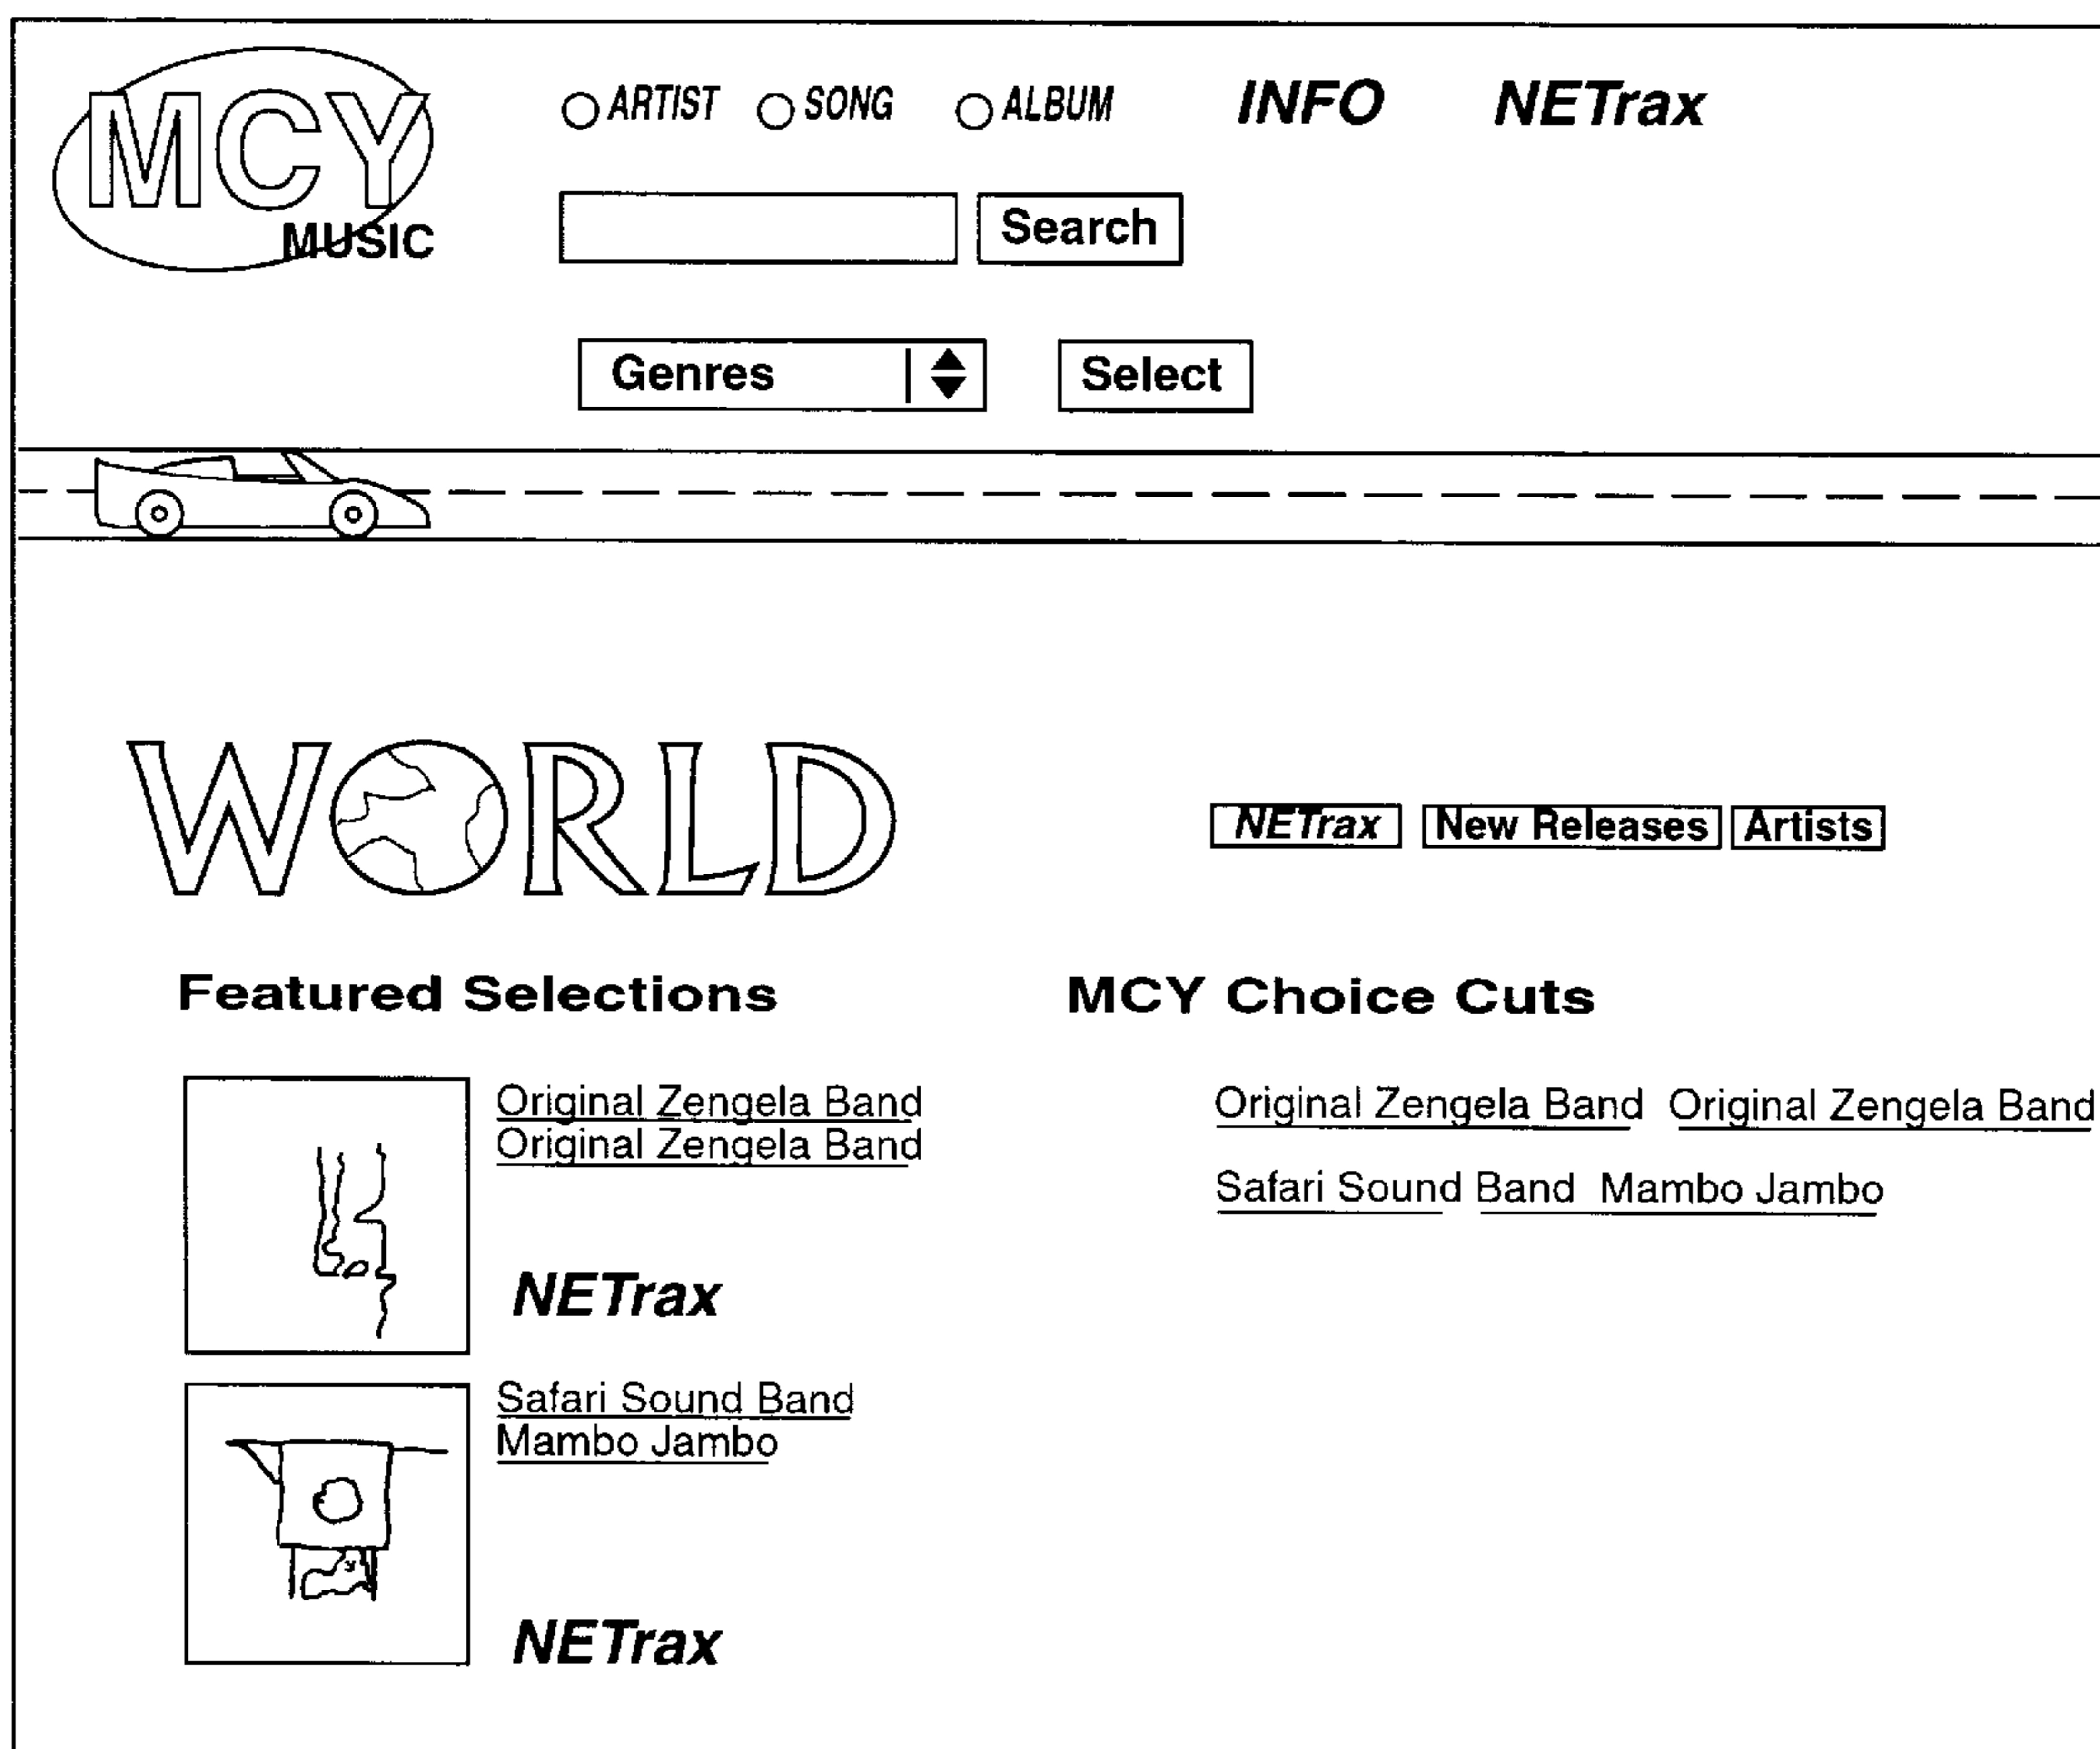 MCY
MUSIC
ARTIST SONG ALBUM INFO NETrax
Search
Genres Select
WORLD
NETrax New Releases Artists
Featured Selections
MCY Choice Cuts
Original Zengela Band
Original Zengela Band
NETrax
Safari Sound Band
Mambo Jambo
NETrax
Original Zengela Band Original Zengela Band
Safari Sound Band Mambo Jambo